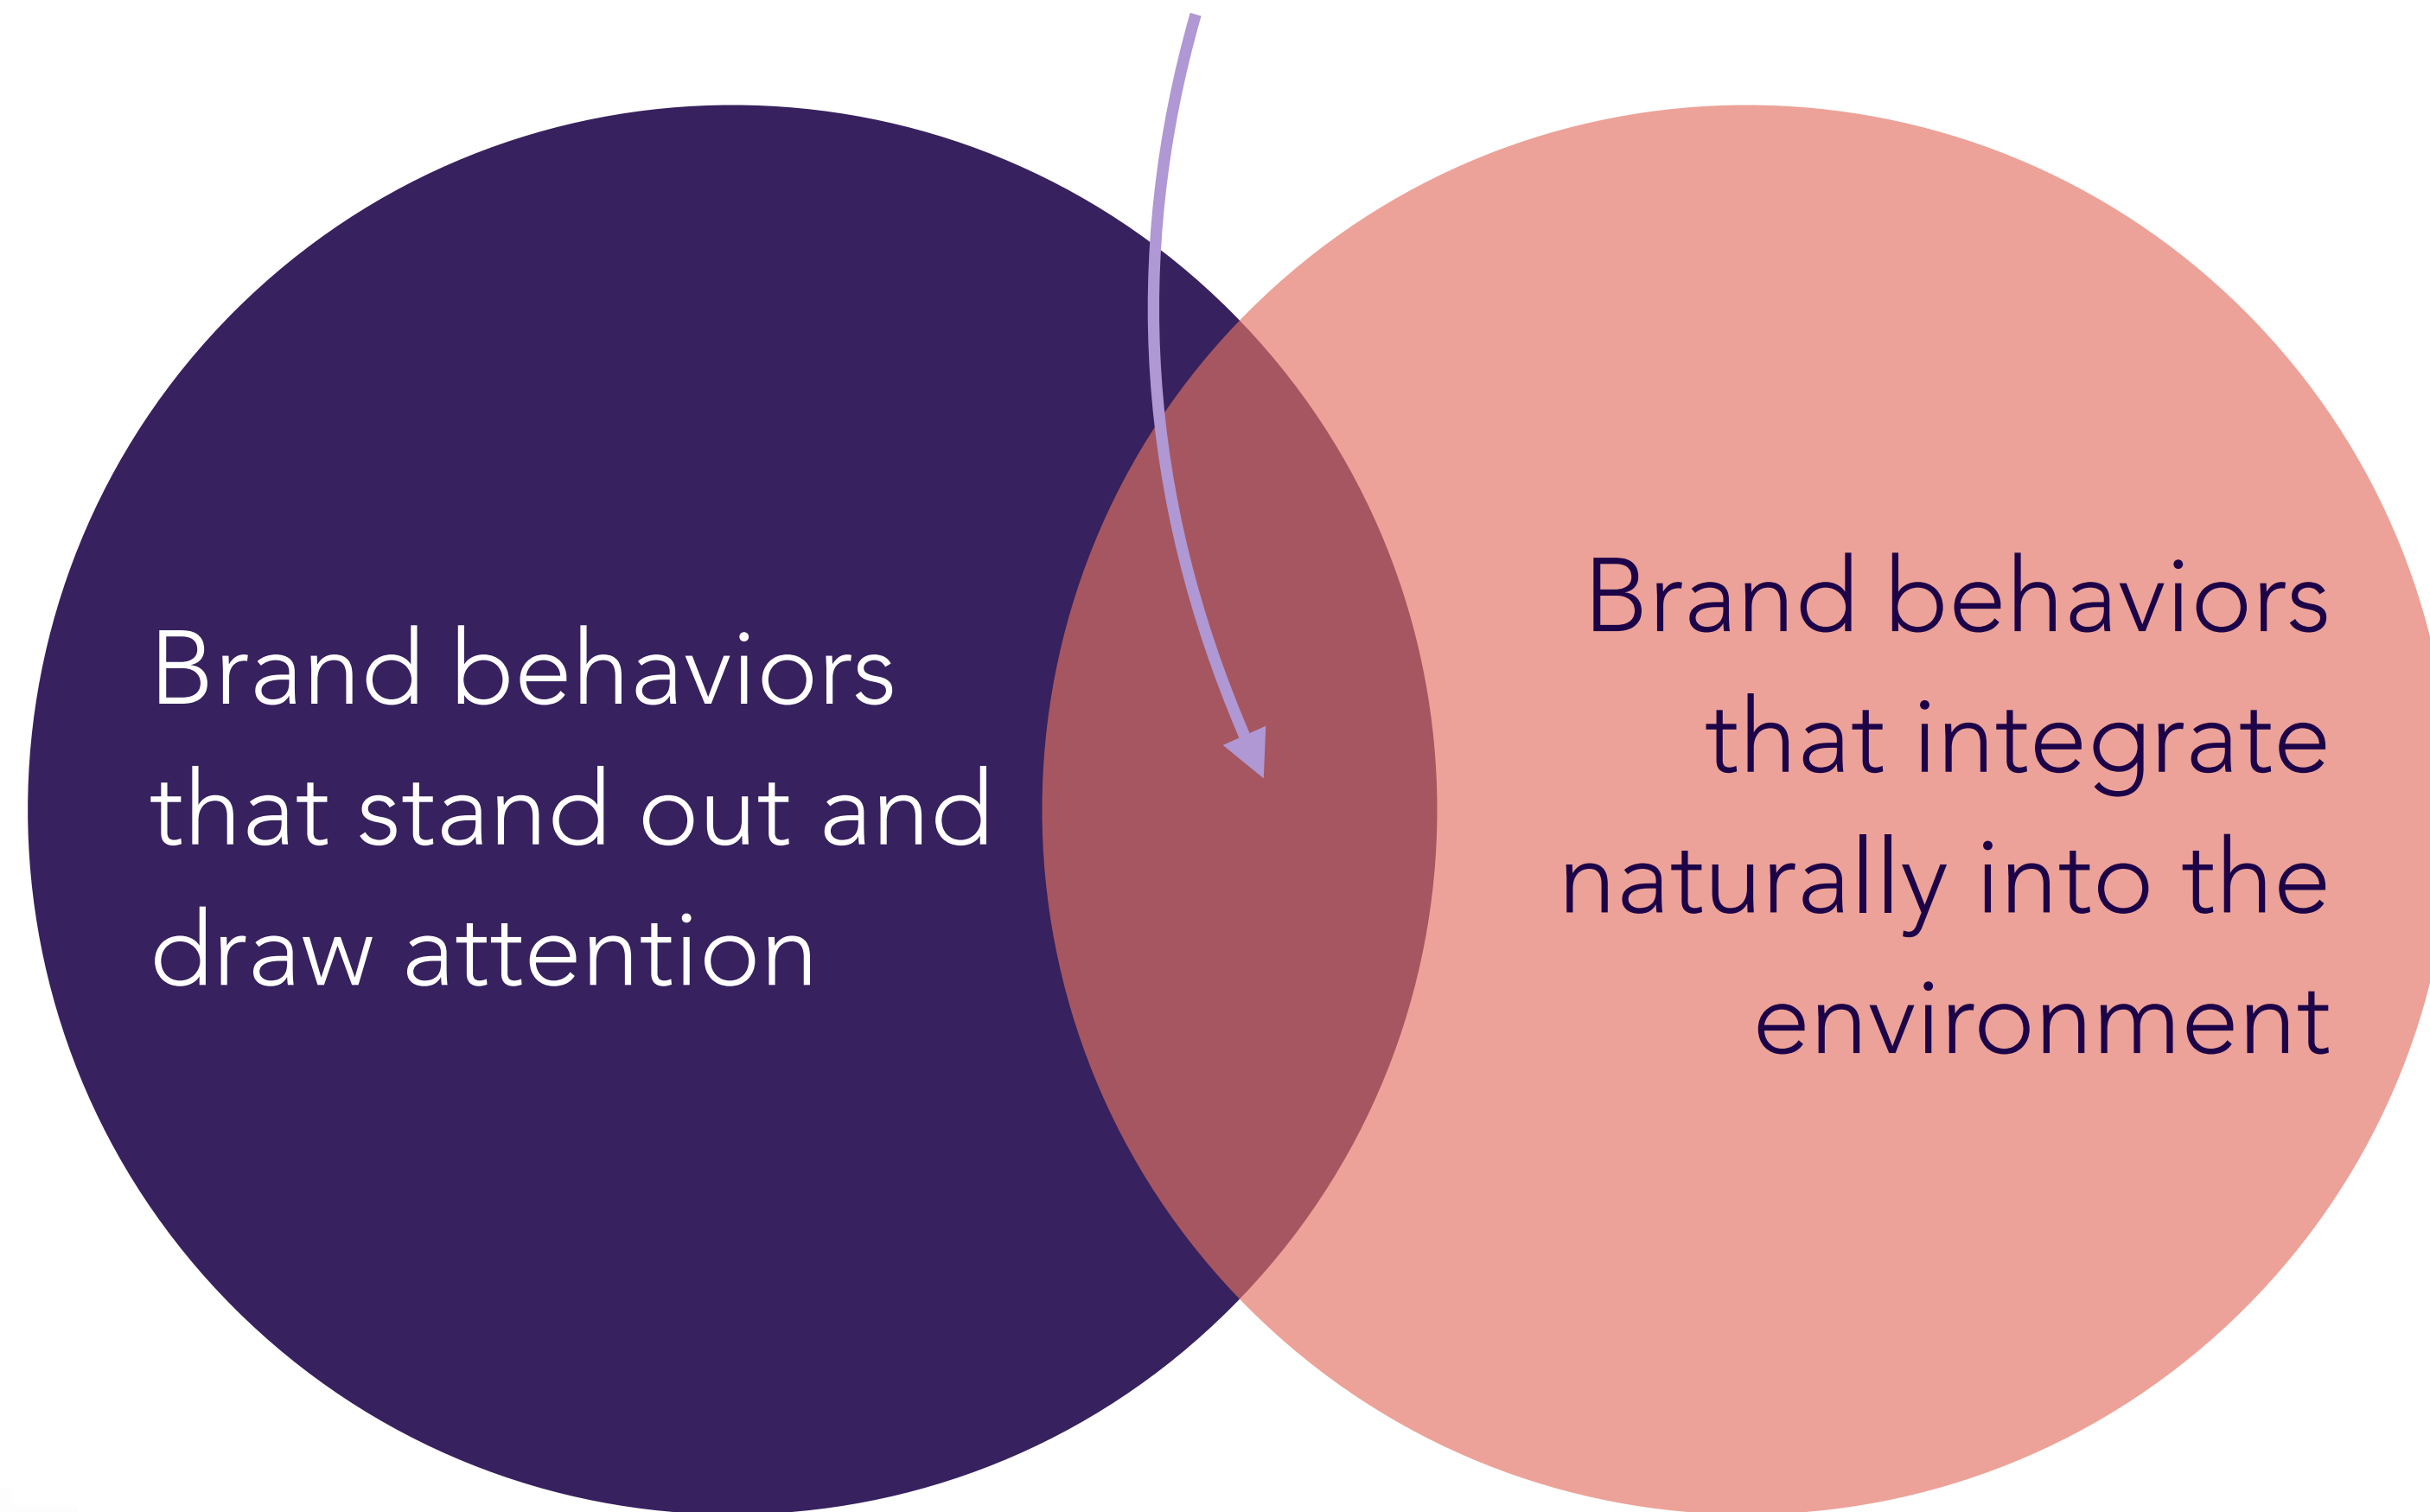 Brand behaviors
that stand out and
draw attention
Brand behaviors
that integrate
naturally into the
environment